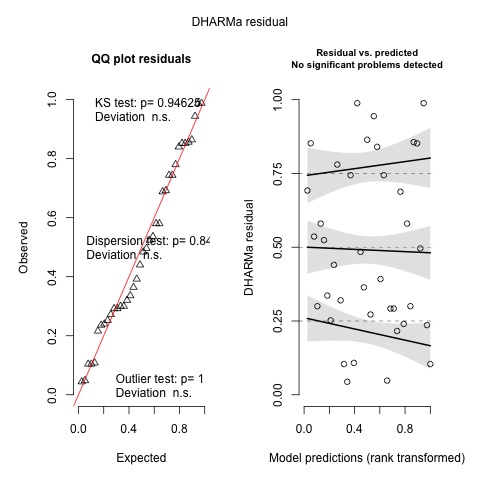 DHARMa residual
QQ plot residuals
KS test: p= 0.94625
Deviation n.s.
Dispersion test: p= 0.84
Deviation n.s.
Outlier test: p= 1
Deviation n.s.
Observed
0.0 0.2 0.4 0.6 0.8 1.0
0.0 0.4 0.8
Expected
Residual vs. predicted
No significant problems detected
DHARMa residual
0.00 0.25 0.50 0.75 1.00
0.0 0.4 0.8
Model predictions (rank transformed)